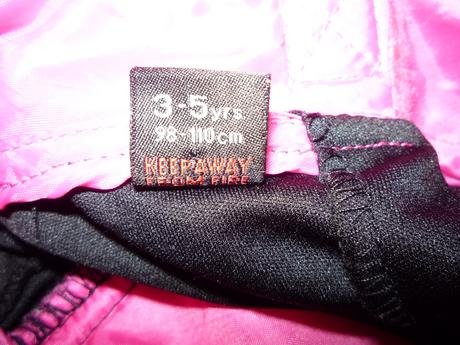 3-5yrs
98-110cm
KEEP AWAY
FROM FIRE